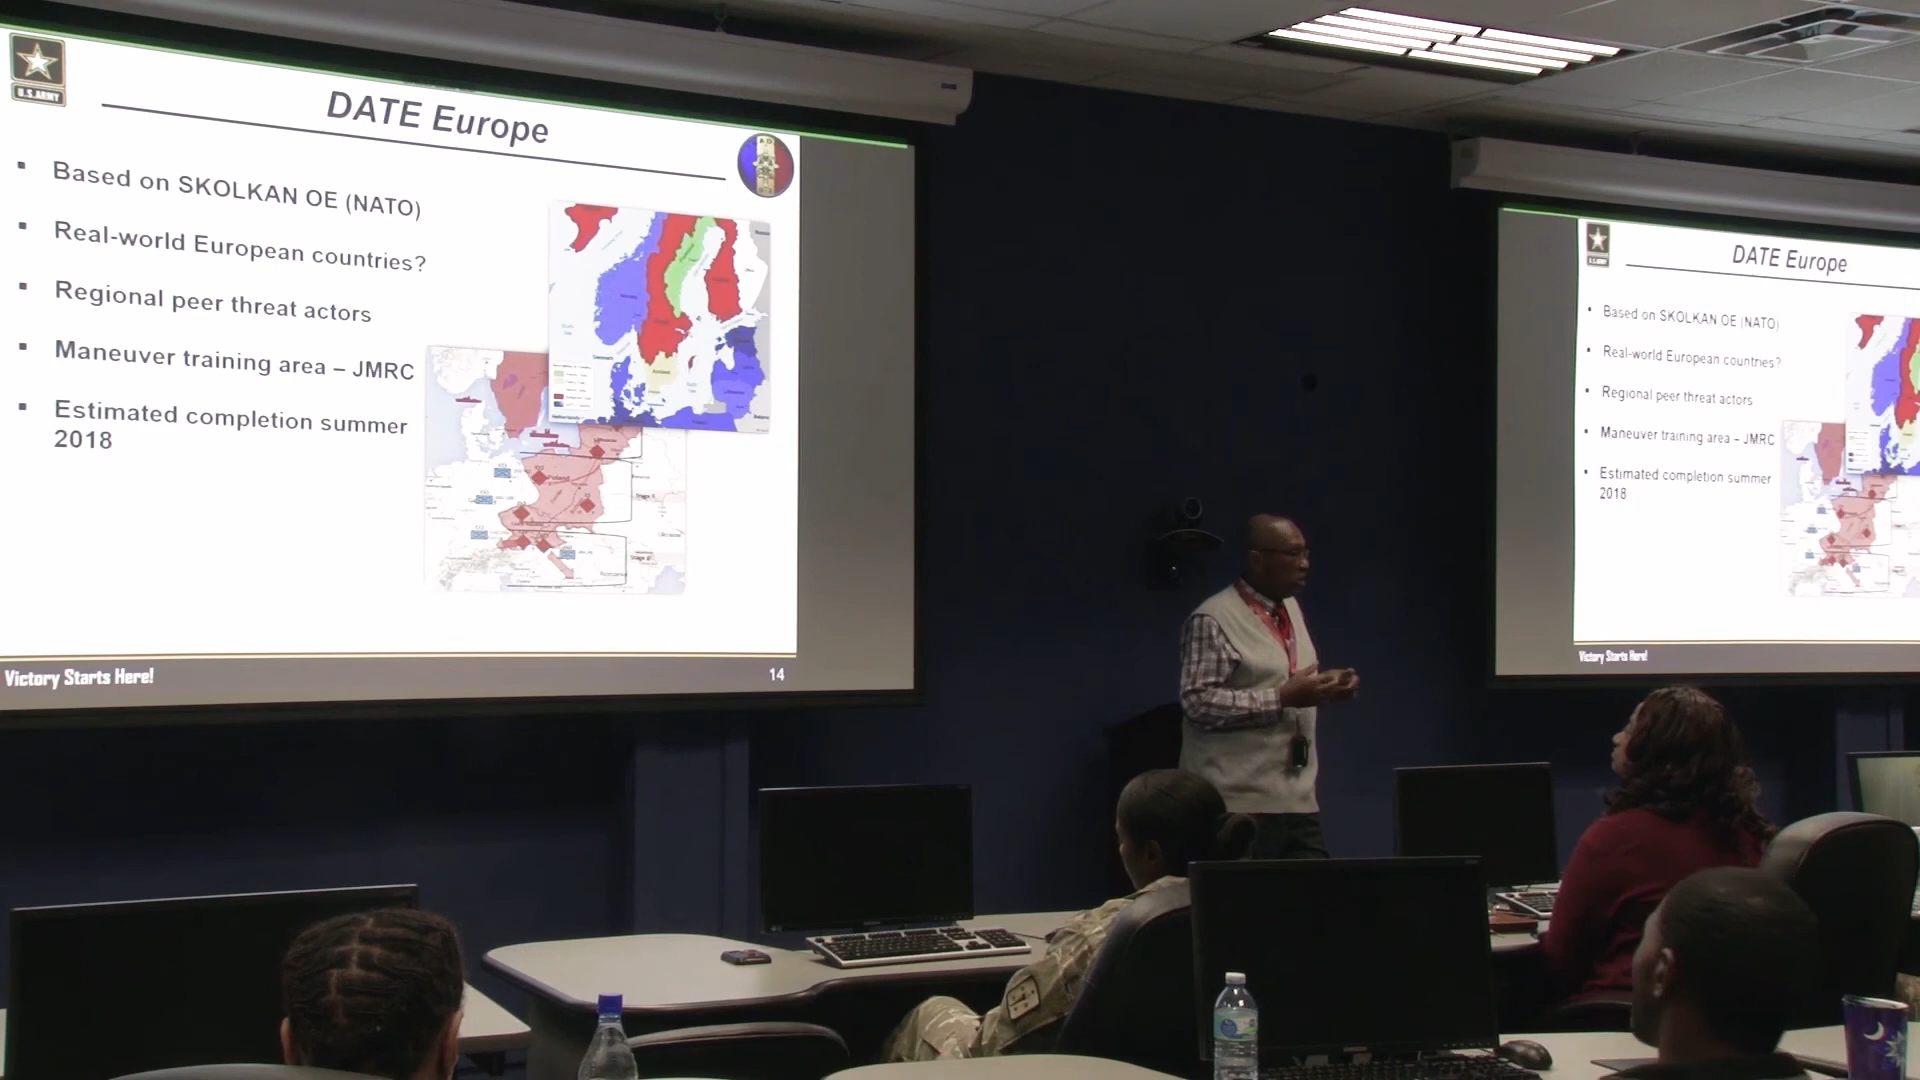 U.S.ARMY
DATE Europe
Based on SKOLKAN OE (NATO)
Real-world European countries?
Regional peer threat actors
Maneuver training area – JMRC
Estimated completion summer
2018
Poland
Victory Starts Here!
14
DATE Europe
Based on SKOLKAN OE (NATO)
Real-world European countries?
Regional peer threat actors
Maneuver training area – JMRC
Estimated completion summer
2018
Victory Starts Here!